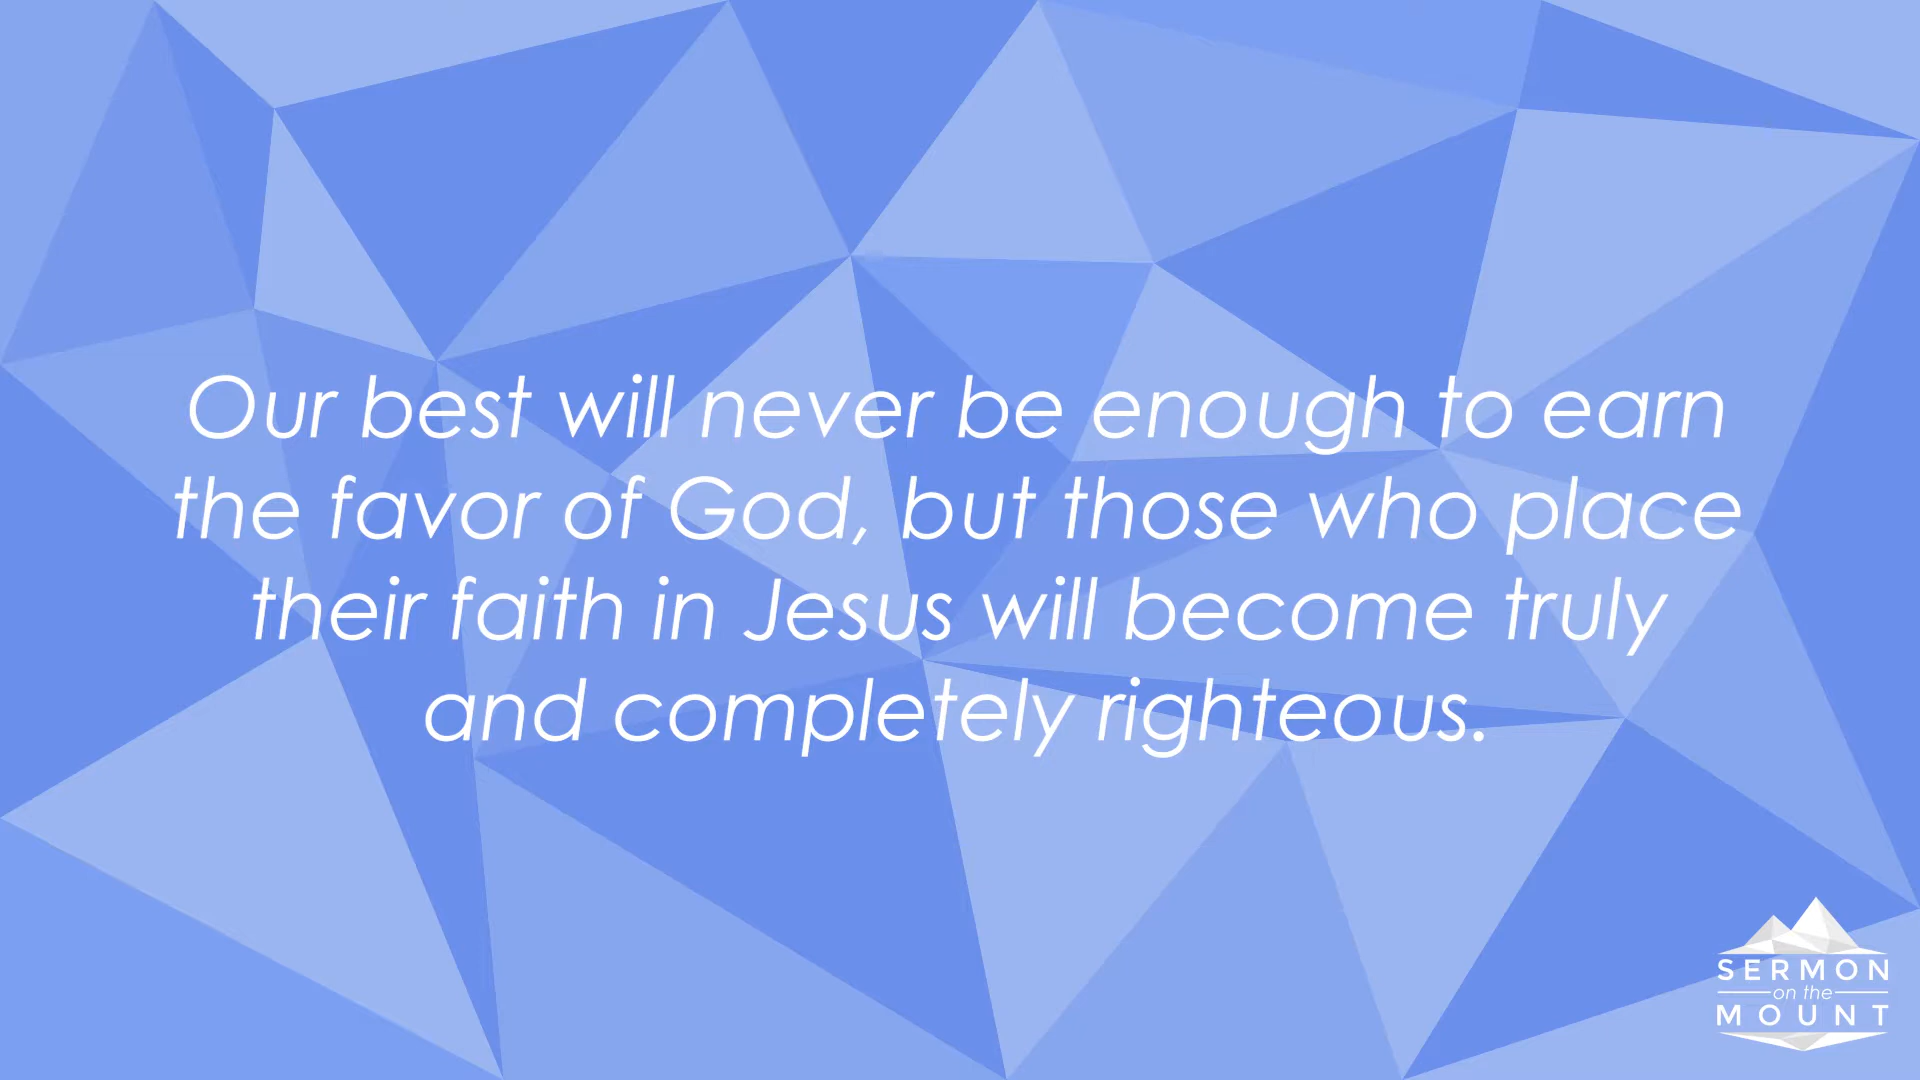 Our best will never be enough to earn
the favor of God, but those who place
their faith in Jesus will become truly
and completely righteous.
SERMON
on the
MOUNT